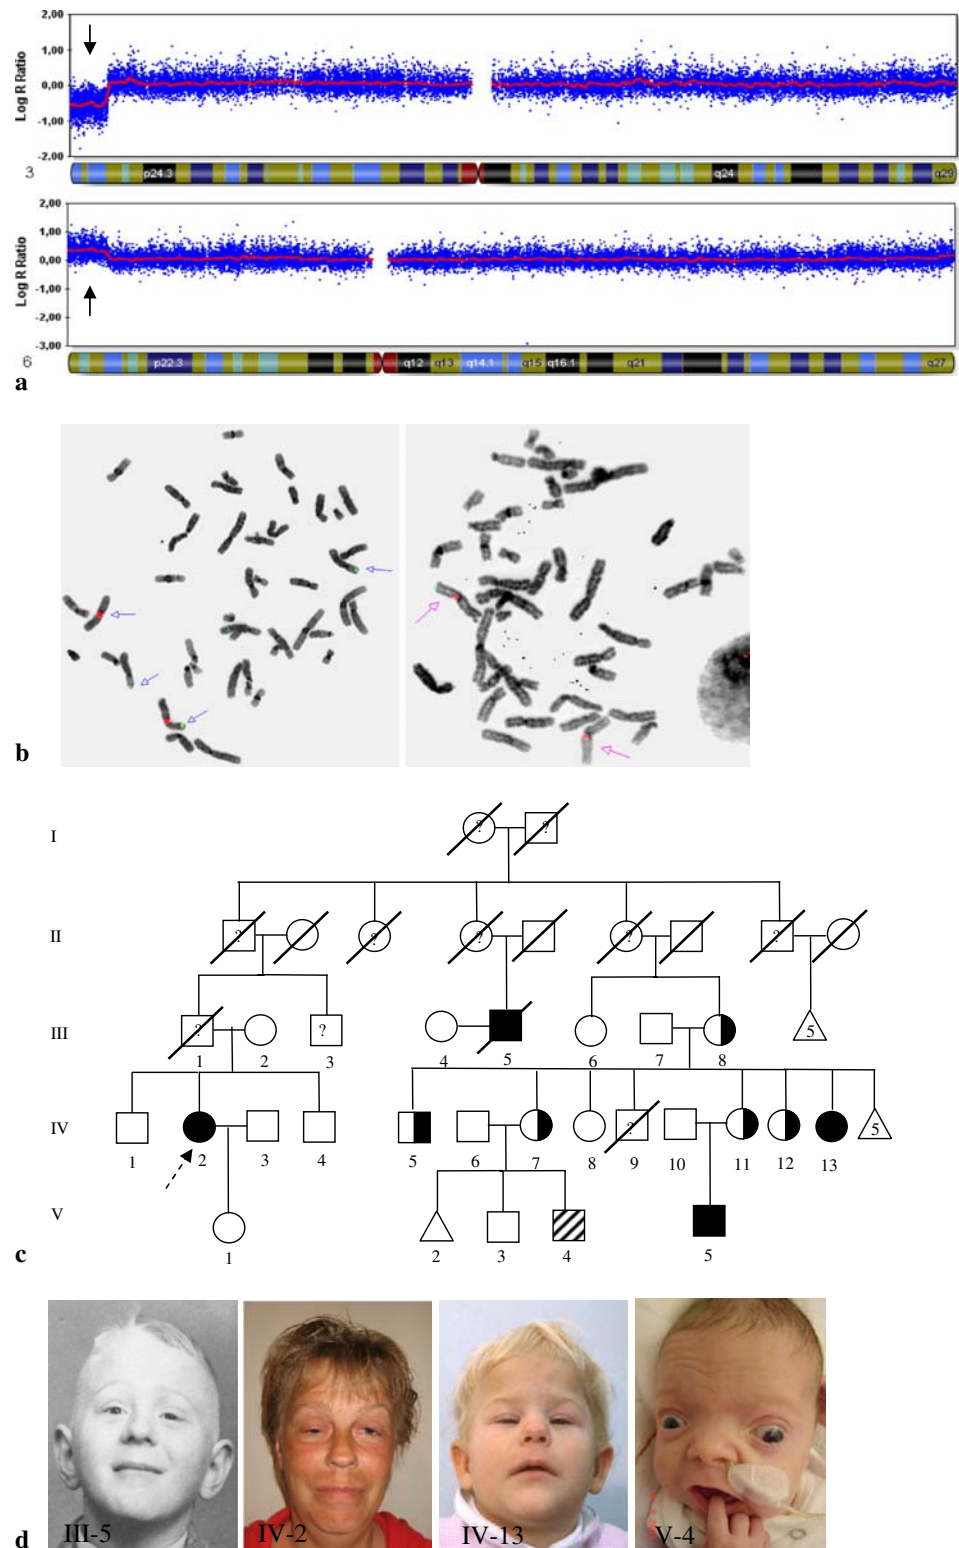 2,00
1,00
0,00
-1,00
-2,00
Log R Ratio
3 p24.3 q24 q29
2,00
1,00
0,00
-1,00
-2,00
-3,00
Log R Ratio
6 p22.3 q12 q13 q14.1 q15 q16.1 q21 q27
a
b
I
? ?
II
? ? ? ? ?
III
? ? 5
1 2 3 4 5 6 7 8
IV
? 5
1 2 3 4 5 6 7 8 9 10 11 12 13
V
1 2 3 4 5
c
III-5 IV-2 IV-13 V-4
d